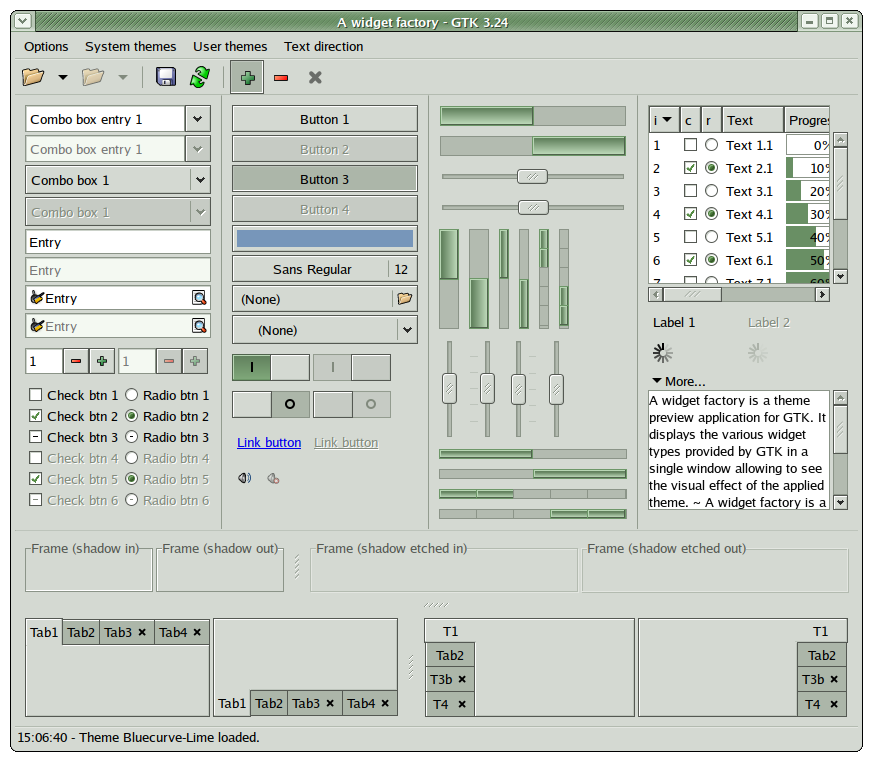 A widget factory - GTK 3.24
Options System themes User themes Text direction
Combo box entry 1
Combo box entry 1
Combo box 1
Combo box 1
Entry
Entry
Entry
Entry
1 1
Check btn 1 Radio btn 1
Check btn 2 Radio btn 2
Check btn 3 Radio btn 3
Check btn 4 Radio btn 4
Check btn 5 Radio btn 5
Check btn 6 Radio btn 6
Button 1
Button 2
Button 3
Button 4
Sans Regular 12
(None)
(None)
Link button Link button
i c r Text Progres
1 Text 1.1 0%
2 Text 2.1 10%
3 Text 3.1 20%
4 Text 4.1 30%
5 Text 5.1 40%
6 Text 6.1 50%
7 Text 7.1 60%
Label 1 Label 2
More...
A widget factory is a theme
preview application for GTK. It
displays the various widget
types provided by GTK in a
single window allowing to see
the visual effect of the applied
theme. ~ A widget factory is a
Frame (shadow in) Frame (shadow out) Frame (shadow etched in) Frame (shadow etched out)
Tab1 Tab2 Tab3 Tab4
Tab1 Tab2 Tab3 Tab4
T1
Tab2
T3b
T4
T1
Tab2
T3b
T4
15:06:40 - Theme Bluecurve-Lime loaded.